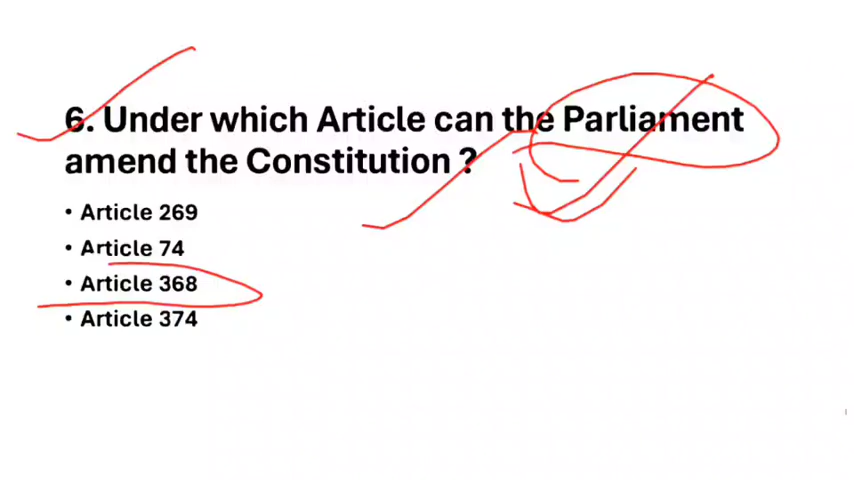 6. Under which Article can the Parliament
amend the Constitution ?
• Article 269
• Article 74
• Article 368
• Article 374